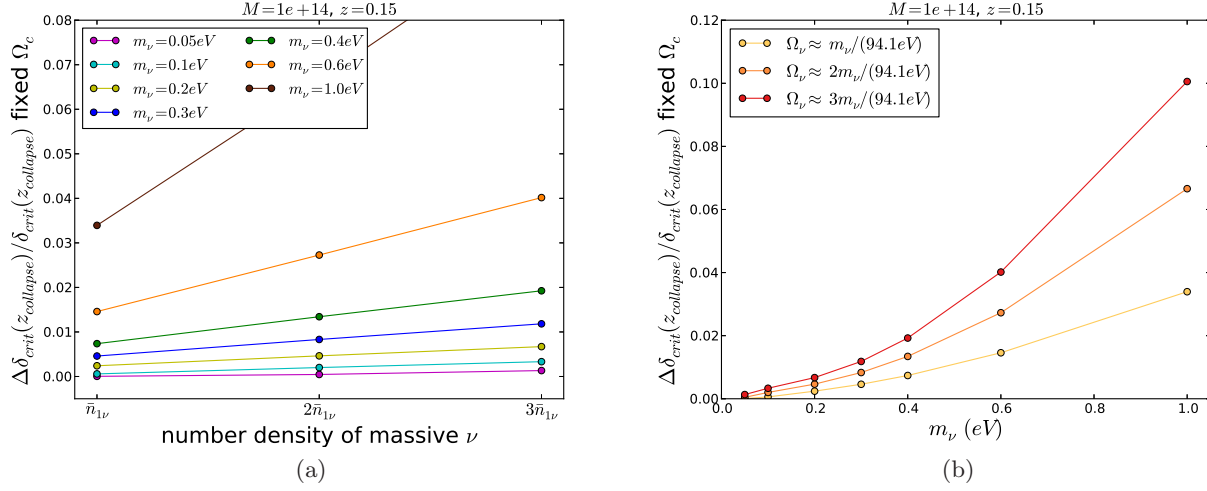 M=1e+14, z=0.15
Δδ_crit(z_collapse)/δ_crit(z_collapse) fixed Ω_c
0.08
0.07
0.06
0.05
0.04
0.03
0.02
0.01
0.00
m_ν=0.05eV
m_ν=0.1eV
m_ν=0.2eV
m_ν=0.3eV
m_ν=0.4eV
m_ν=0.6eV
m_ν=1.0eV
n̄_1ν 2n̄_1ν 3n̄_1ν
number density of massive ν
(a)
M=1e+14, z=0.15
Δδ_crit(z_collapse)/δ_crit(z_collapse) fixed Ω_c
0.12
0.10
0.08
0.06
0.04
0.02
0.00
Ω_ν≈ m_ν/(94.1eV)
Ω_ν≈ 2m_ν/(94.1eV)
Ω_ν≈ 3m_ν/(94.1eV)
0.0 0.2 0.4 0.6 0.8 1.0
m_ν (eV)
(b)